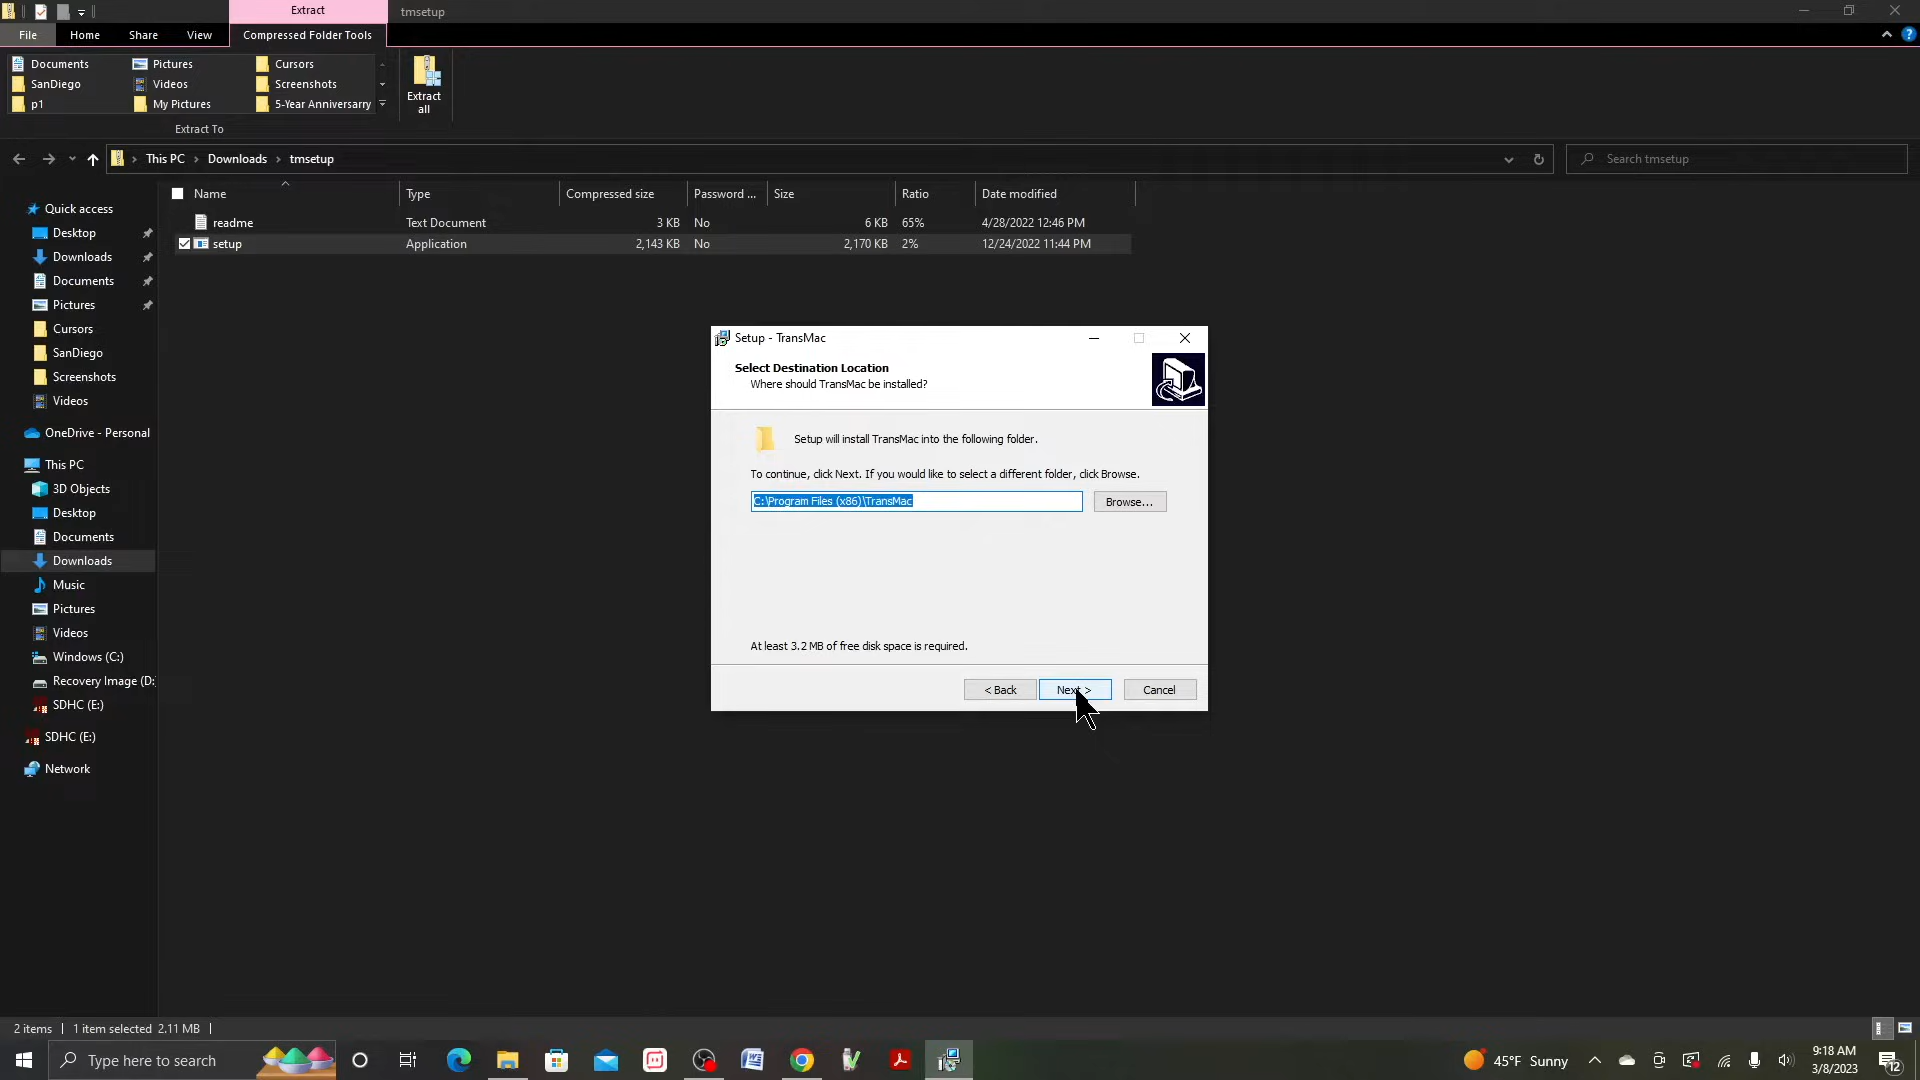 Extract
tmsetup
File
Home
Share
View
Compressed Folder Tools
Documents
Pictures
Cursors
SanDiego
Videos
Screenshots
p1
My Pictures
5-Year Anniversarry
Extract all
Extract To
This PC > Downloads > tmsetup
Search tmsetup
Name
Type
Compressed size
Password ...
Size
Ratio
Date modified
readme
Text Document
3 KB
No
6 KB
65%
4/28/2022 12:46 PM
setup
Application
2,143 KB
No
2,170 KB
2%
12/24/2022 11:44 PM
Quick access
Desktop
Downloads
Documents
Pictures
Cursors
SanDiego
Screenshots
Videos
OneDrive - Personal
This PC
3D Objects
Desktop
Documents
Downloads
Music
Pictures
Videos
Windows (C:)
Recovery Image (D:
SDHC (E:)
SDHC (E:)
Network
Setup - TransMac
Select Destination Location
Where should TransMac be installed?
Setup will install TransMac into the following folder.
To continue, click Next. If you would like to select a different folder, click Browse.
C:\Program Files (x86)\TransMac
Browse...
At least 3.2 MB of free disk space is required.
< Back
Next >
Cancel
2 items
1 item selected 2.11 MB
Type here to search
45°F Sunny
9:18 AM
3/8/2023
12